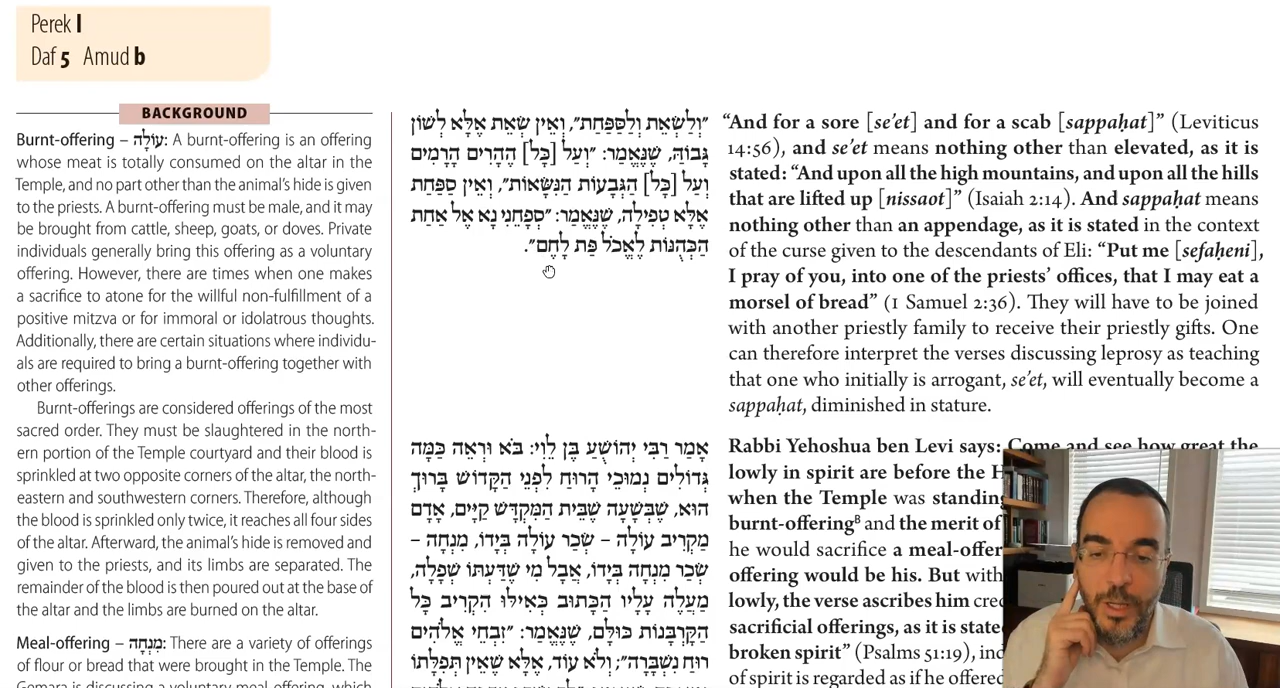 Perek I
Daf 5 Amud b
BACKGROUND
Burnt-offering – עוֹלָה: A burnt-offering is an offering
whose meat is totally consumed on the altar in the
Temple, and no part other than the animal's hide is given
to the priests. A burnt-offering must be male, and it may
be brought from cattle, sheep, goats, or doves. Private
individuals generally bring this offering as a voluntary
offering. However, there are times when one makes
a sacrifice to atone for the willful non-fulfillment of a
positive mitzva or for immoral or idolatrous thoughts.
Additionally, there are certain situations where individu-
als are required to bring a burnt-offering together with
other offerings.
Burnt-offerings are considered offerings of the most
sacred order. They must be slaughtered in the north-
ern portion of the Temple courtyard and their blood is
sprinkled at two opposite corners of the altar, the north-
eastern and southwestern corners. Therefore, although
the blood is sprinkled only twice, it reaches all four sides
of the altar. Afterward, the animal's hide is removed and
given to the priests, and its limbs are separated. The
remainder of the blood is then poured out at the base of
the altar and the limbs are burned on the altar.
Meal-offering – מִנְחָה: There are a variety of offerings
of flour or bread that were brought in the Temple. The
Gemara is discussing a voluntary meal-offering, which
״וְלַשְׂאֵת וְלַסַּפַּחַת״, וְאֵין שְׂאֵת אֶלָּא לְשׁוֹן
גָּבוֹהַּ, שֶׁנֶּאֱמַר: ״וְעַל [כָּל] הֶהָרִים הָרָמִים
וְעַל [כָּל] הַגְּבָעוֹת הַנִּשָּׂאוֹת״, וְאֵין סַפַּחַת
אֶלָּא טְפִילָה, שֶׁנֶּאֱמַר: ״סְפָחֵנִי נָא אֶל אַחַת
הַכְּהֻנּוֹת לֶאֱכֹל פַּת לָחֶם״.
אָמַר רַבִּי יְהוֹשֻׁעַ בֶּן לֵוִי: בֹּא וּרְאֵה כַּמָּה
גְּדוֹלִים נְמוּכֵי הָרוּחַ לִפְנֵי הַקָּדוֹשׁ בָּרוּךְ
הוּא, שֶׁבְּשָׁעָה שֶׁבֵּית הַמִּקְדָּשׁ קַיָּים, אָדָם
מַקְרִיב עוֹלָה – שְׂכַר עוֹלָה בְּיָדוֹ, מִנְחָה –
שְׂכַר מִנְחָה בְּיָדוֹ, אֲבָל מִי שֶׁדַּעְתּוֹ שְׁפָלָה,
מַעֲלֶה עָלָיו הַכָּתוּב כְּאִילּוּ הִקְרִיב כָּל
הַקָּרְבָּנוֹת כּוּלָּם, שֶׁנֶּאֱמַר: ״זִבְחֵי אֱלֹהִים
רוּחַ נִשְׁבָּרָה״; וְלֹא עוֹד, אֶלָּא שֶׁאֵין תְּפִלָּתוֹ
“And for a sore [se'et] and for a scab [sappaḥat]” (Leviticus
14:56), and se'et means nothing other than elevated, as it is
stated: “And upon all the high mountains, and upon all the hills
that are lifted up [nissaot]” (Isaiah 2:14). And sappaḥat means
nothing other than an appendage, as it is stated in the context
of the curse given to the descendants of Eli: “Put me [sefaḥeni],
I pray of you, into one of the priests' offices, that I may eat a
morsel of bread” (1 Samuel 2:36). They will have to be joined
with another priestly family to receive their priestly gifts. One
can therefore interpret the verses discussing leprosy as teaching
that one who initially is arrogant, se'et, will eventually become a
sappaḥat, diminished in stature.
Rabbi Yehoshua ben Levi says: Come and see how great the
lowly in spirit are before the
when the Temple was standing
burnt-offeringᴮ and the merit of
he would sacrifice a meal-offer
offering would be his. But with
lowly, the verse ascribes him
sacrificial offerings, as it is
broken spirit” (Psalms 51:19),
of spirit is regarded as if he offered